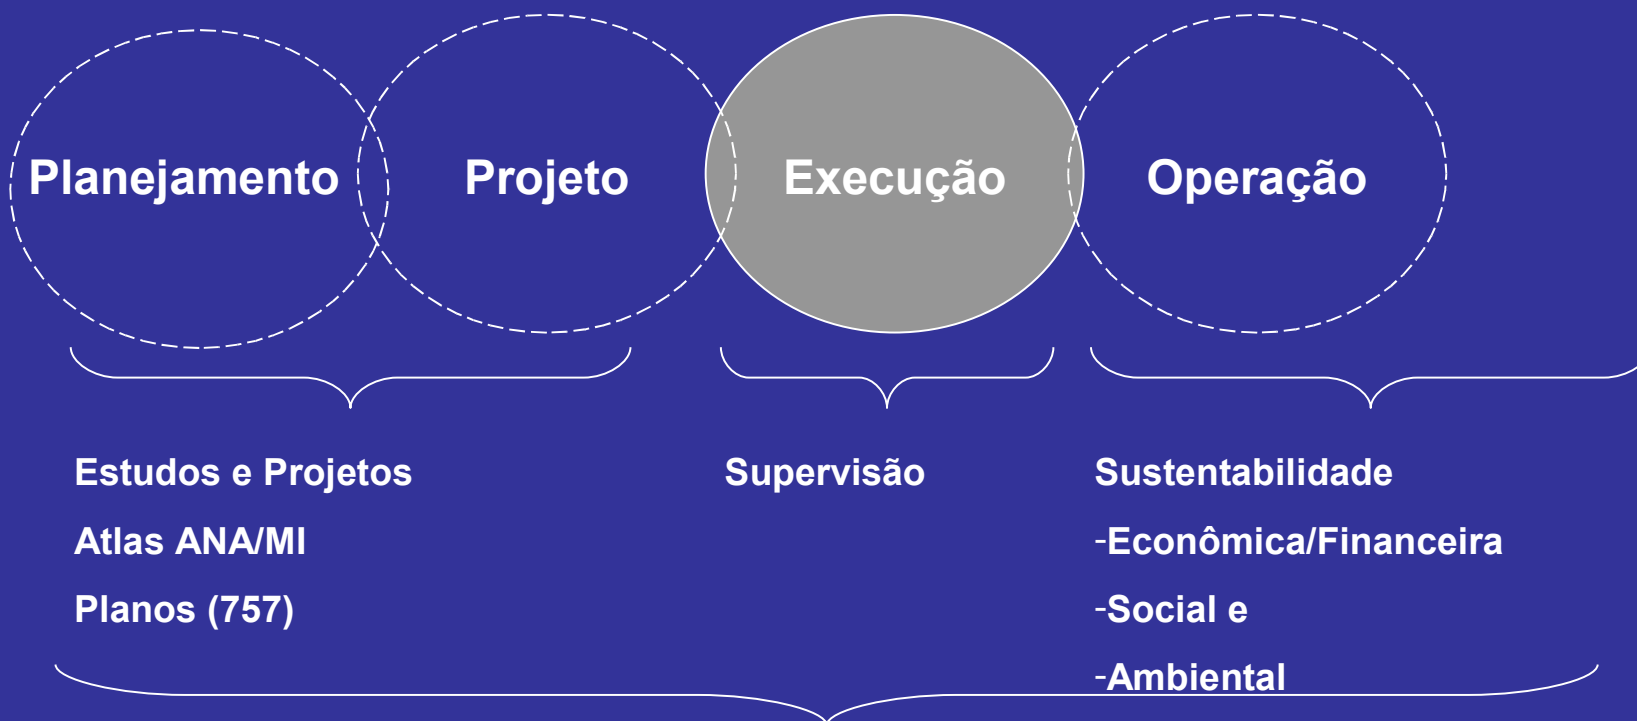 Planejamento
Projeto
Execução
Operação
Estudos e Projetos
Atlas ANA/MI
Planos (757)
Supervisão
Sustentabilidade
-Econômica/Financeira
-Social e
-Ambiental